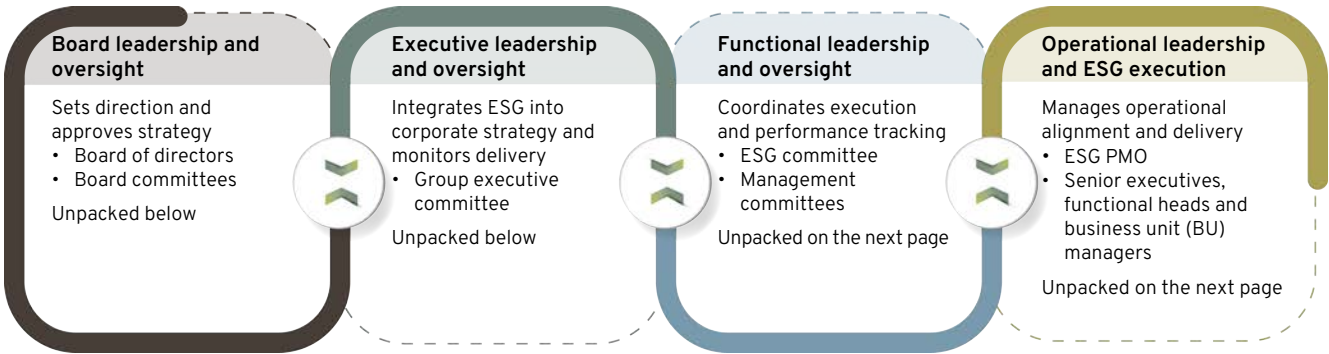 Board leadership and
oversight
Sets direction and
approves strategy
• Board of directors
• Board committees
Unpacked below
Executive leadership
and oversight
Integrates ESG into
corporate strategy and
monitors delivery
• Group executive
committee
Unpacked below
Functional leadership
and oversight
Coordinates execution
and performance tracking
• ESG committee
• Management
committees
Unpacked on the next page
Operational leadership
and ESG execution
Manages operational
alignment and delivery
• ESG PMO
• Senior executives,
functional heads and
business unit (BU)
managers
Unpacked on the next page